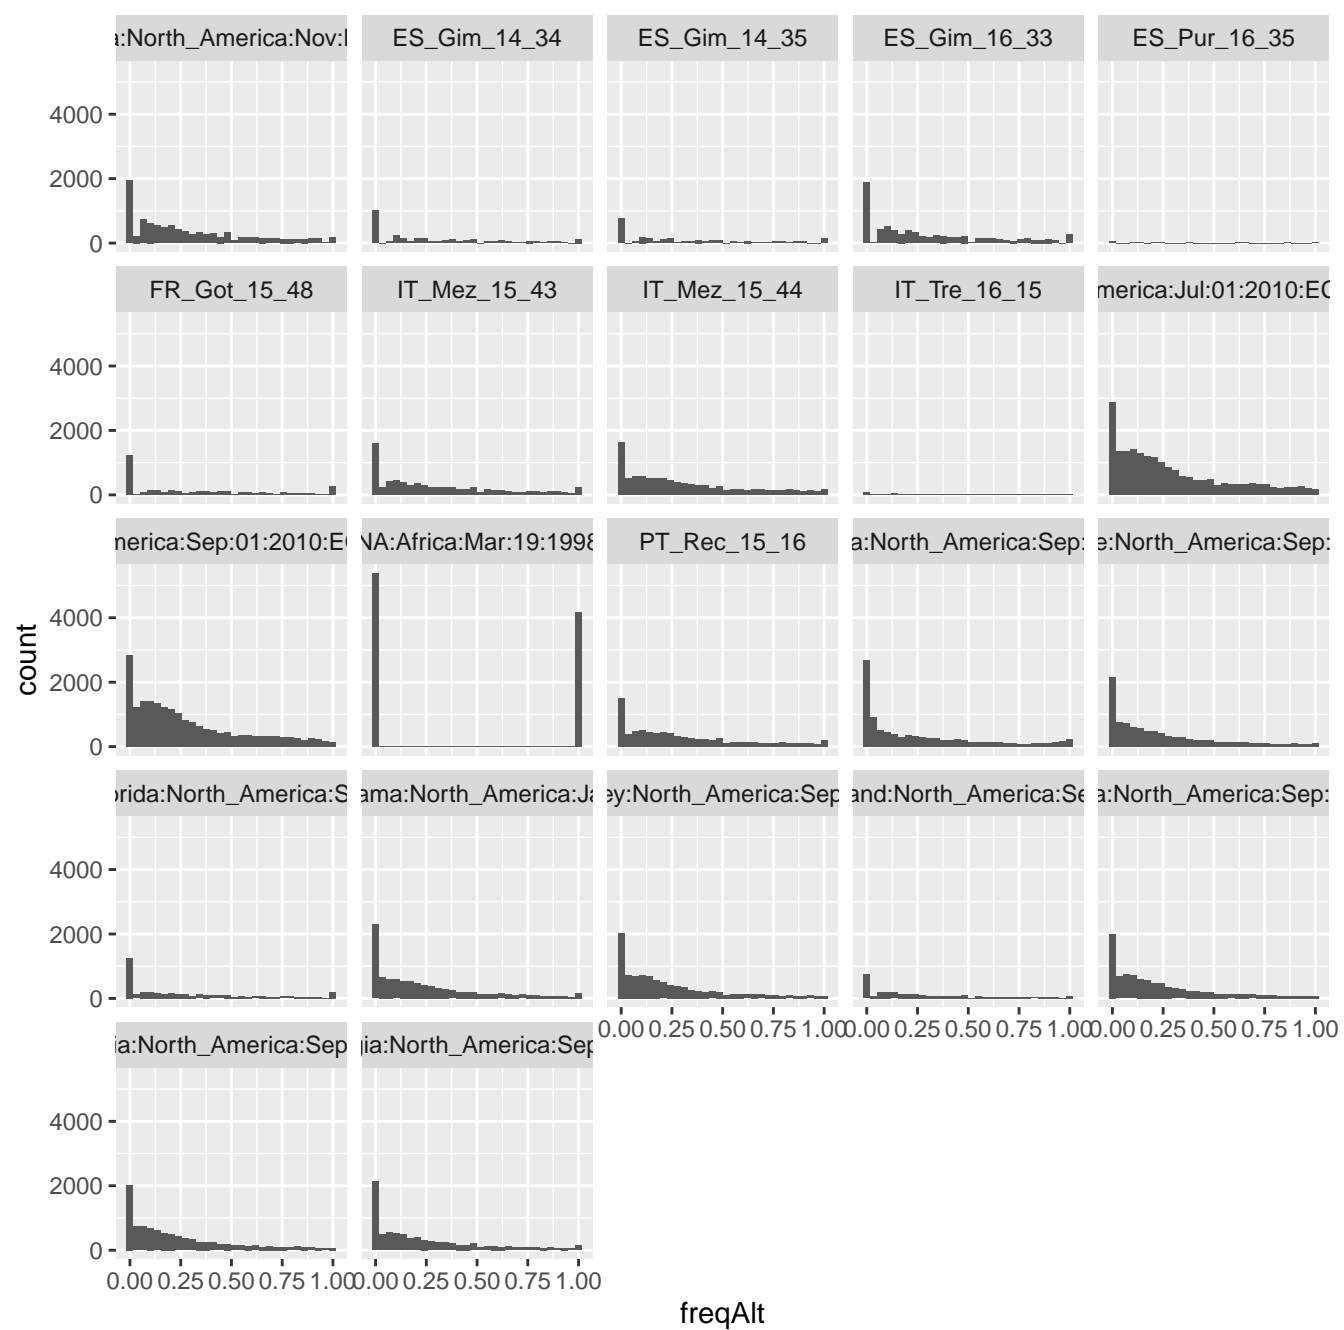 a:North_America:Nov: ES_Gim_14_34 ES_Gim_14_35 ES_Gim_16_33 ES_Pur_16_35
4000
2000
0
FR_Got_15_48 IT_Mez_15_43 IT_Mez_15_44 IT_Tre_16_15 merica:Jul:01:2010:EC
4000
2000
0
merica:Sep:01:2010:E NA:Africa:Mar:19:1998 PT_Rec_15_16 a:North_America:Sep: e:North_America:Sep:
4000
2000
0
count
orida:North_America:S ama:North_America:Ja ey:North_America:Sep and:North_America:Se a:North_America:Sep:
4000
2000
0
0.00 0.25 0.50 0.75 1.00 0.00 0.25 0.50 0.75 1.00 0.00 0.25 0.50 0.75 1.00
ia:North_America:Sep gia:North_America:Sep
4000
2000
0
0.00 0.25 0.50 0.75 1.00 0.00 0.25 0.50 0.75 1.00
freqAlt